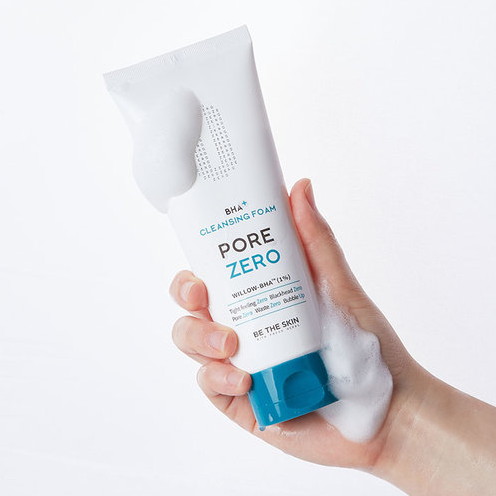 BHA+
CLEANSING FOAM
PORE
ZERO
WILLOW-BHA™ (1%)
Tight feeling Zero Blackhead Zero
Pore Zero Waste Zero Bubble Up
BE THE SKIN